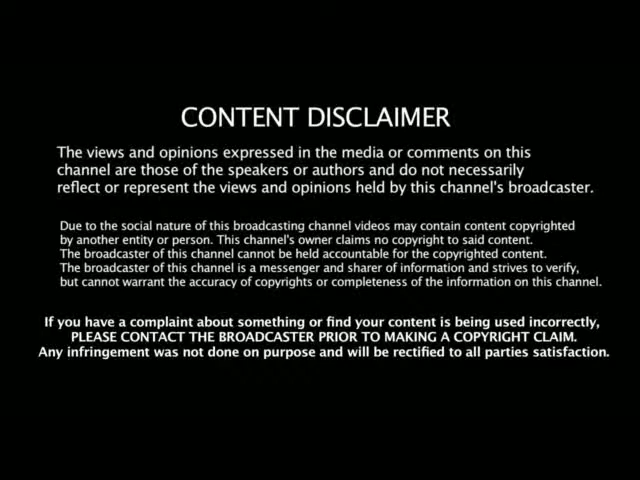 CONTENT DISCLAIMER
The views and opinions expressed in the media or comments on this
channel are those of the speakers or authors and do not necessarily
reflect or represent the views and opinions held by this channel's broadcaster.
Due to the social nature of this broadcasting channel videos may contain content copyrighted
by another entity or person. This channel's owner claims no copyright to said content.
The broadcaster of this channel cannot be held accountable for the copyrighted content.
The broadcaster of this channel is a messenger and sharer of information and strives to verify,
but cannot warrant the accuracy of copyrights or completeness of the information on this channel.
If you have a complaint about something or find your content is being used incorrectly,
PLEASE CONTACT THE BROADCASTER PRIOR TO MAKING A COPYRIGHT CLAIM.
Any infringement was not done on purpose and will be rectified to all parties satisfaction.